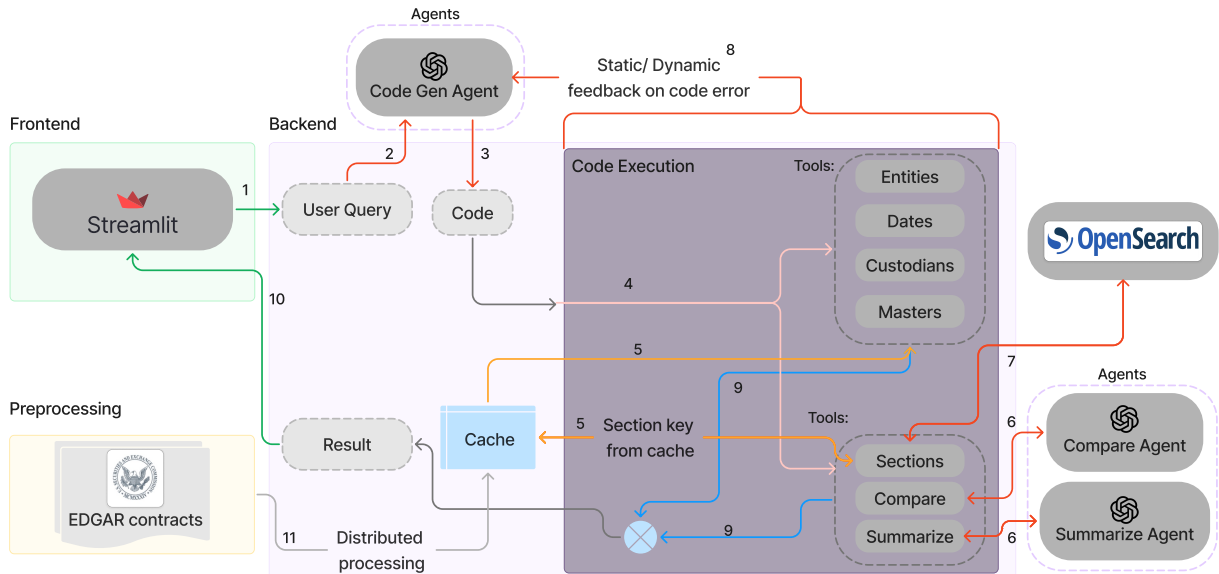 Agents
Code Gen Agent
8
Static/ Dynamic
feedback on code error
Frontend
Backend
2
3
Code Execution
Tools:
Entities
Dates
Custodians
Masters
1
Streamlit
User Query
Code
OpenSearch
10
4
5
9
7
Agents
Preprocessing
Result
Cache
5
Section key
from cache
Tools:
Sections
Compare
Summarize
6
Compare Agent
6
Summarize Agent
EDGAR contracts
11
Distributed
processing
9